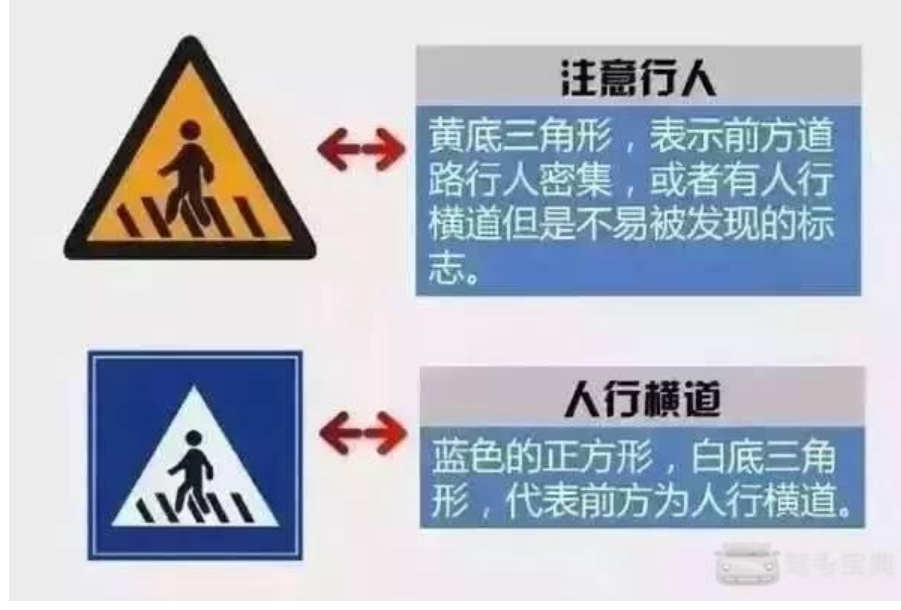 注意行人
黄底三角形，表示前方道
路行人密集，或者有人行
横道但是不易被发现的标
志。
人行横道
蓝色的正方形，白底三角
形，代表前方为人行横道。